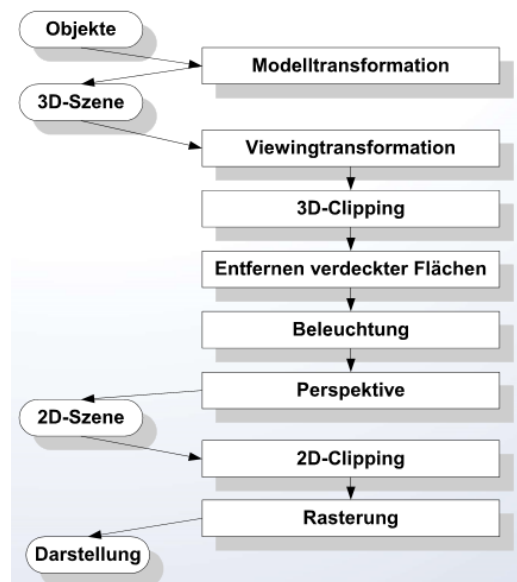 Objekte
Modelltransformation
3D-Szene
Viewingtransformation
3D-Clipping
Entfernen verdeckter Flächen
Beleuchtung
Perspektive
2D-Szene
2D-Clipping
Rasterung
Darstellung